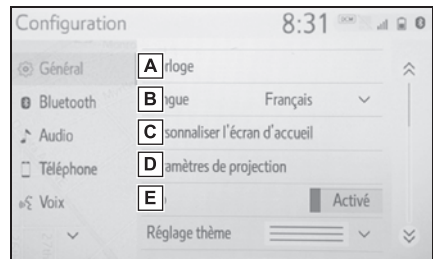 Configuration 8:31
Général
A rloge
Bluetooth
B ngue Français
Audio
C sonnaliser l'écran d'accueil
Téléphone
D amètres de projection
Voix
E Activé
Réglage thème